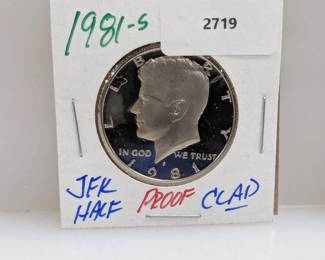 1981-S
2719
LIBERTY
IN GOD WE TRUST
1981
JFK PROOF CLAD
HALF